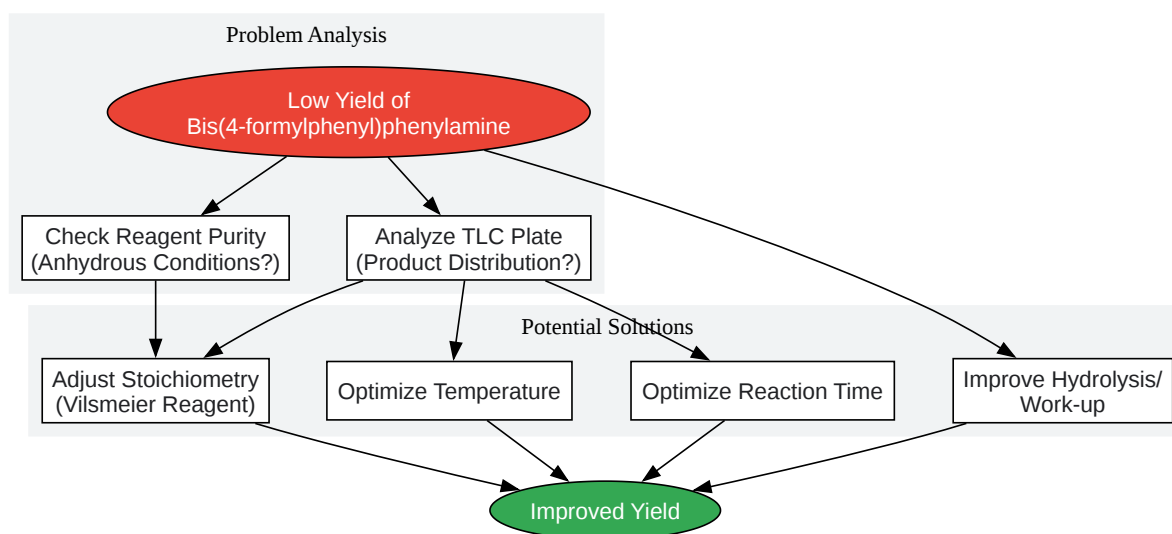 Problem Analysis
Low Yield of
Bis(4-formylphenyl)phenylamine
Check Reagent Purity
(Anhydrous Conditions?)
Analyze TLC Plate
(Product Distribution?)
Potential Solutions
Adjust Stoichiometry
(Vilsmeier Reagent)
Optimize Temperature
Optimize Reaction Time
Improve Hydrolysis/
Work-up
Improved Yield